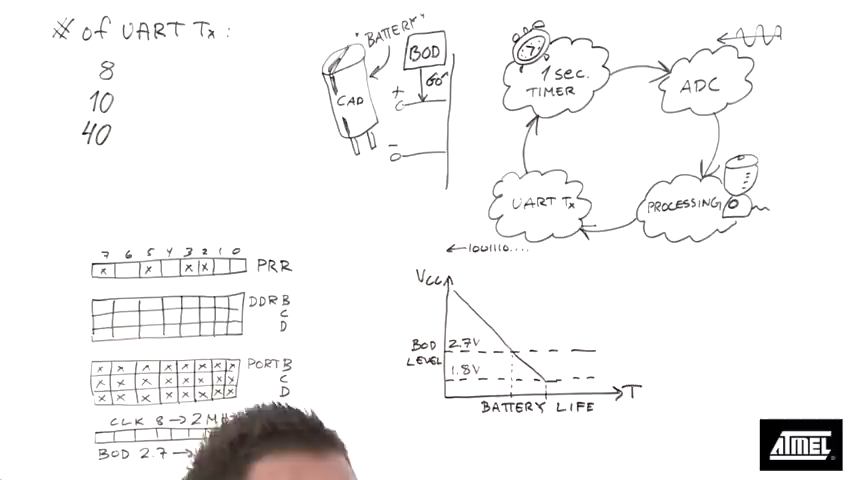 # of UART Tx:
8
10
40
"BATTERY"
BOD
CAP
+
-
1 sec.
TIMER
ADC
PROCESSING
UART Tx
1001110....
7 6 5 4 3 2 1 0
x x x x
PRR
DDR B
C
D
PORT B
C
D
CLK 8→2 MH
BOD 2.7→
Vcc
BOD
LEVEL
2.7V
1.8V
T
BATTERY LIFE
ATMEL